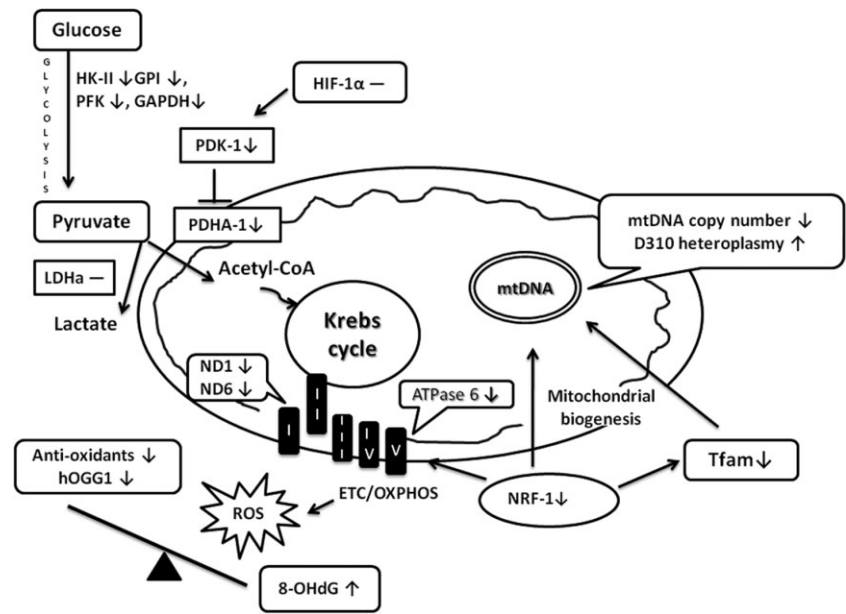 Glucose
GLYCOLYSIS
HK-II ↓GPI ↓,
PFK ↓, GAPDH↓
HIF-1α —
PDK-1↓
Pyruvate
PDHA-1↓
mtDNA copy number ↓
D310 heteroplasmy ↑
LDHa —
Acetyl-CoA
mtDNA
Lactate
Krebs
cycle
ND1 ↓
ND6 ↓
ATPase 6 ↓
Mitochondrial
biogenesis
I
II
III
IV
V
Anti-oxidants ↓
hOGG1 ↓
Tfam↓
ETC/OXPHOS
NRF-1↓
ROS
8-OHdG ↑